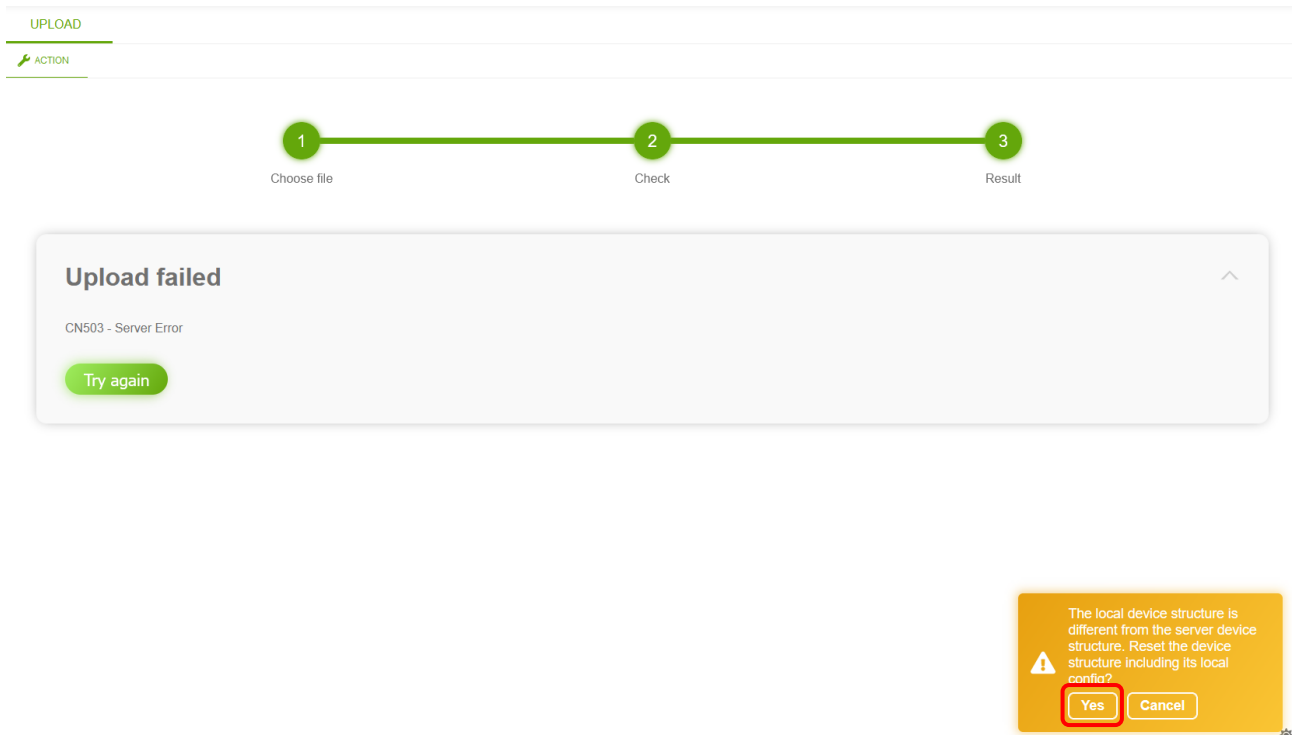 UPLOAD
ACTION
1
2
3
Choose file
Check
Result
Upload failed
CN503 - Server Error
Try again
The local device structure is
different from the server device
structure. Reset the device
structure including its local
config?
Yes
Cancel